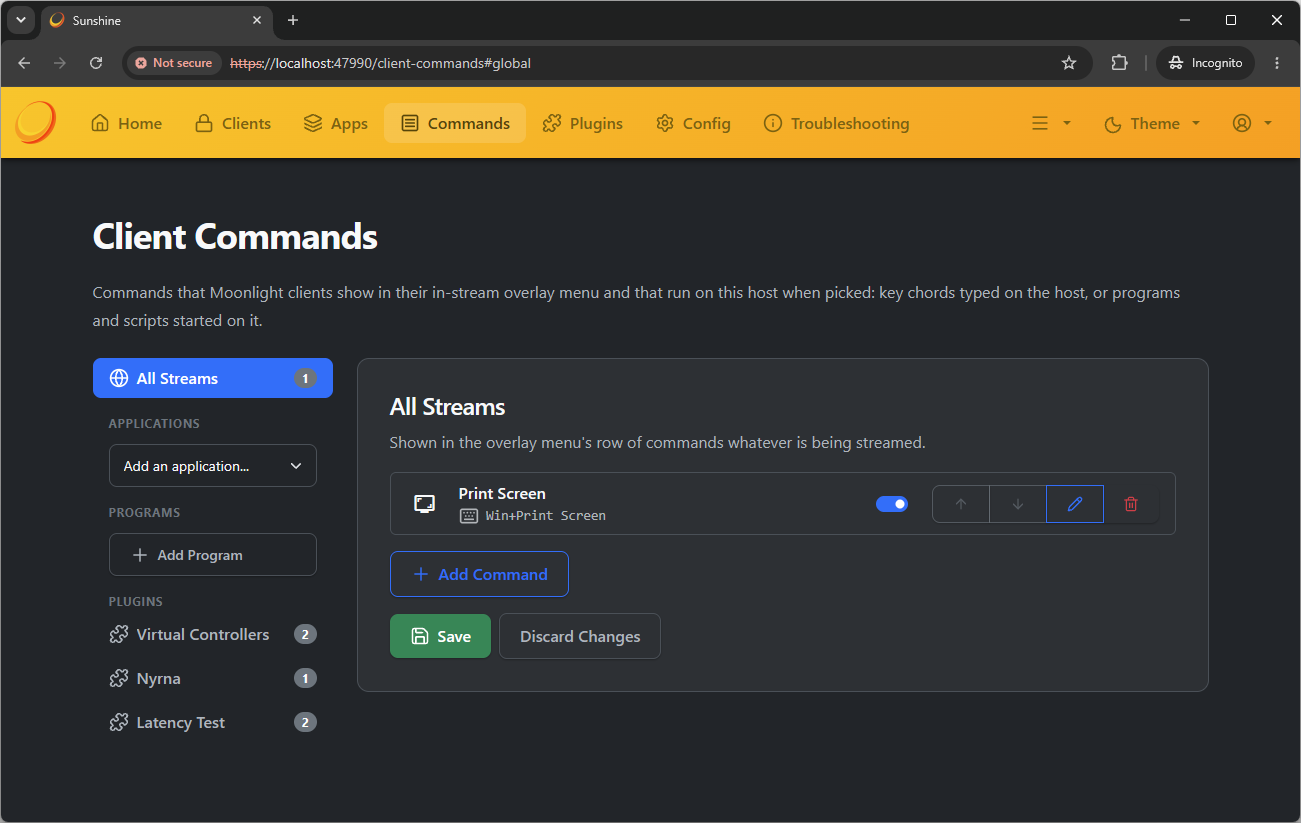 Sunshine
Not secure
https://localhost:47990/client-commands#global
Incognito
Home
Clients
Apps
Commands
Plugins
Config
Troubleshooting
Theme
Client Commands
Commands that Moonlight clients show in their in-stream overlay menu and that run on this host when picked: key chords typed on the host, or programs
and scripts started on it.
All Streams
1
APPLICATIONS
Add an application...
PROGRAMS
Add Program
PLUGINS
Virtual Controllers
2
Nyrna
1
Latency Test
2
All Streams
Shown in the overlay menu's row of commands whatever is being streamed.
Print Screen
Win+Print Screen
Add Command
Save
Discard Changes